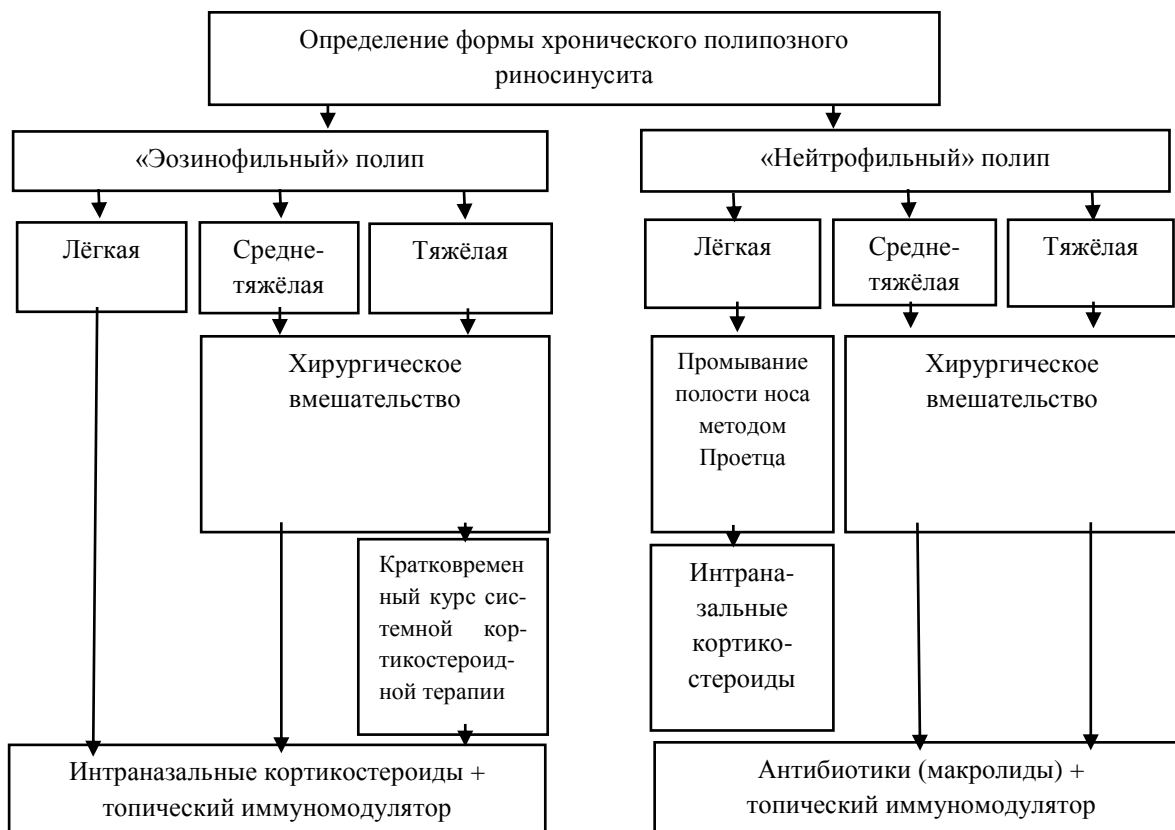 Определение формы хронического полипозного
риносинусита
«Эозинофильный» полип
«Нейтрофильный» полип
Лёгкая
Средне-
тяжёлая
Тяжёлая
Лёгкая
Средне-
тяжёлая
Тяжёлая
Хирургическое
вмешательство
Промывание
полости носа
методом
Проетца
Хирургическое
вмешательство
Кратковремен
ный курс сис-
темной кор-
тикостероид-
ной терапии
Интрана-
зальные
кортико-
стероиды
Интраназальные кортикостероиды +
топический иммуномодулятор
Антибиотики (макролиды) +
топический иммуномодулятор